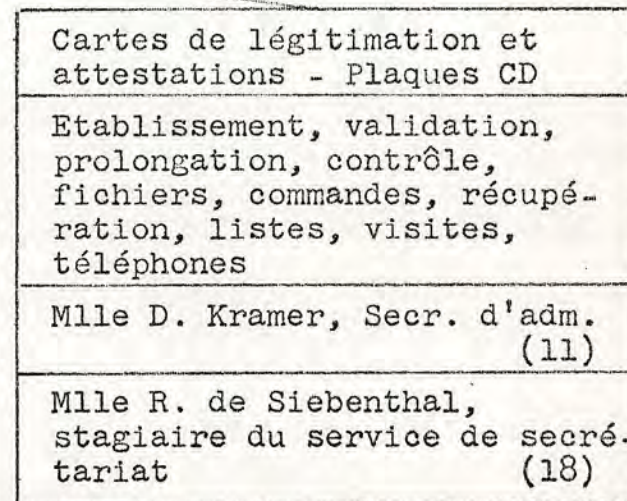 Cartes de légitimation et
attestations - Plaques CD
Etablissement, validation,
prolongation, contrôle,
fichiers, commandes, récupé-
ration, listes, visites,
téléphones
Mlle D. Kramer, Secr. d'adm.
(11)
Mlle R. de Siebenthal,
stagiaire du service de secré-
tariat (18)